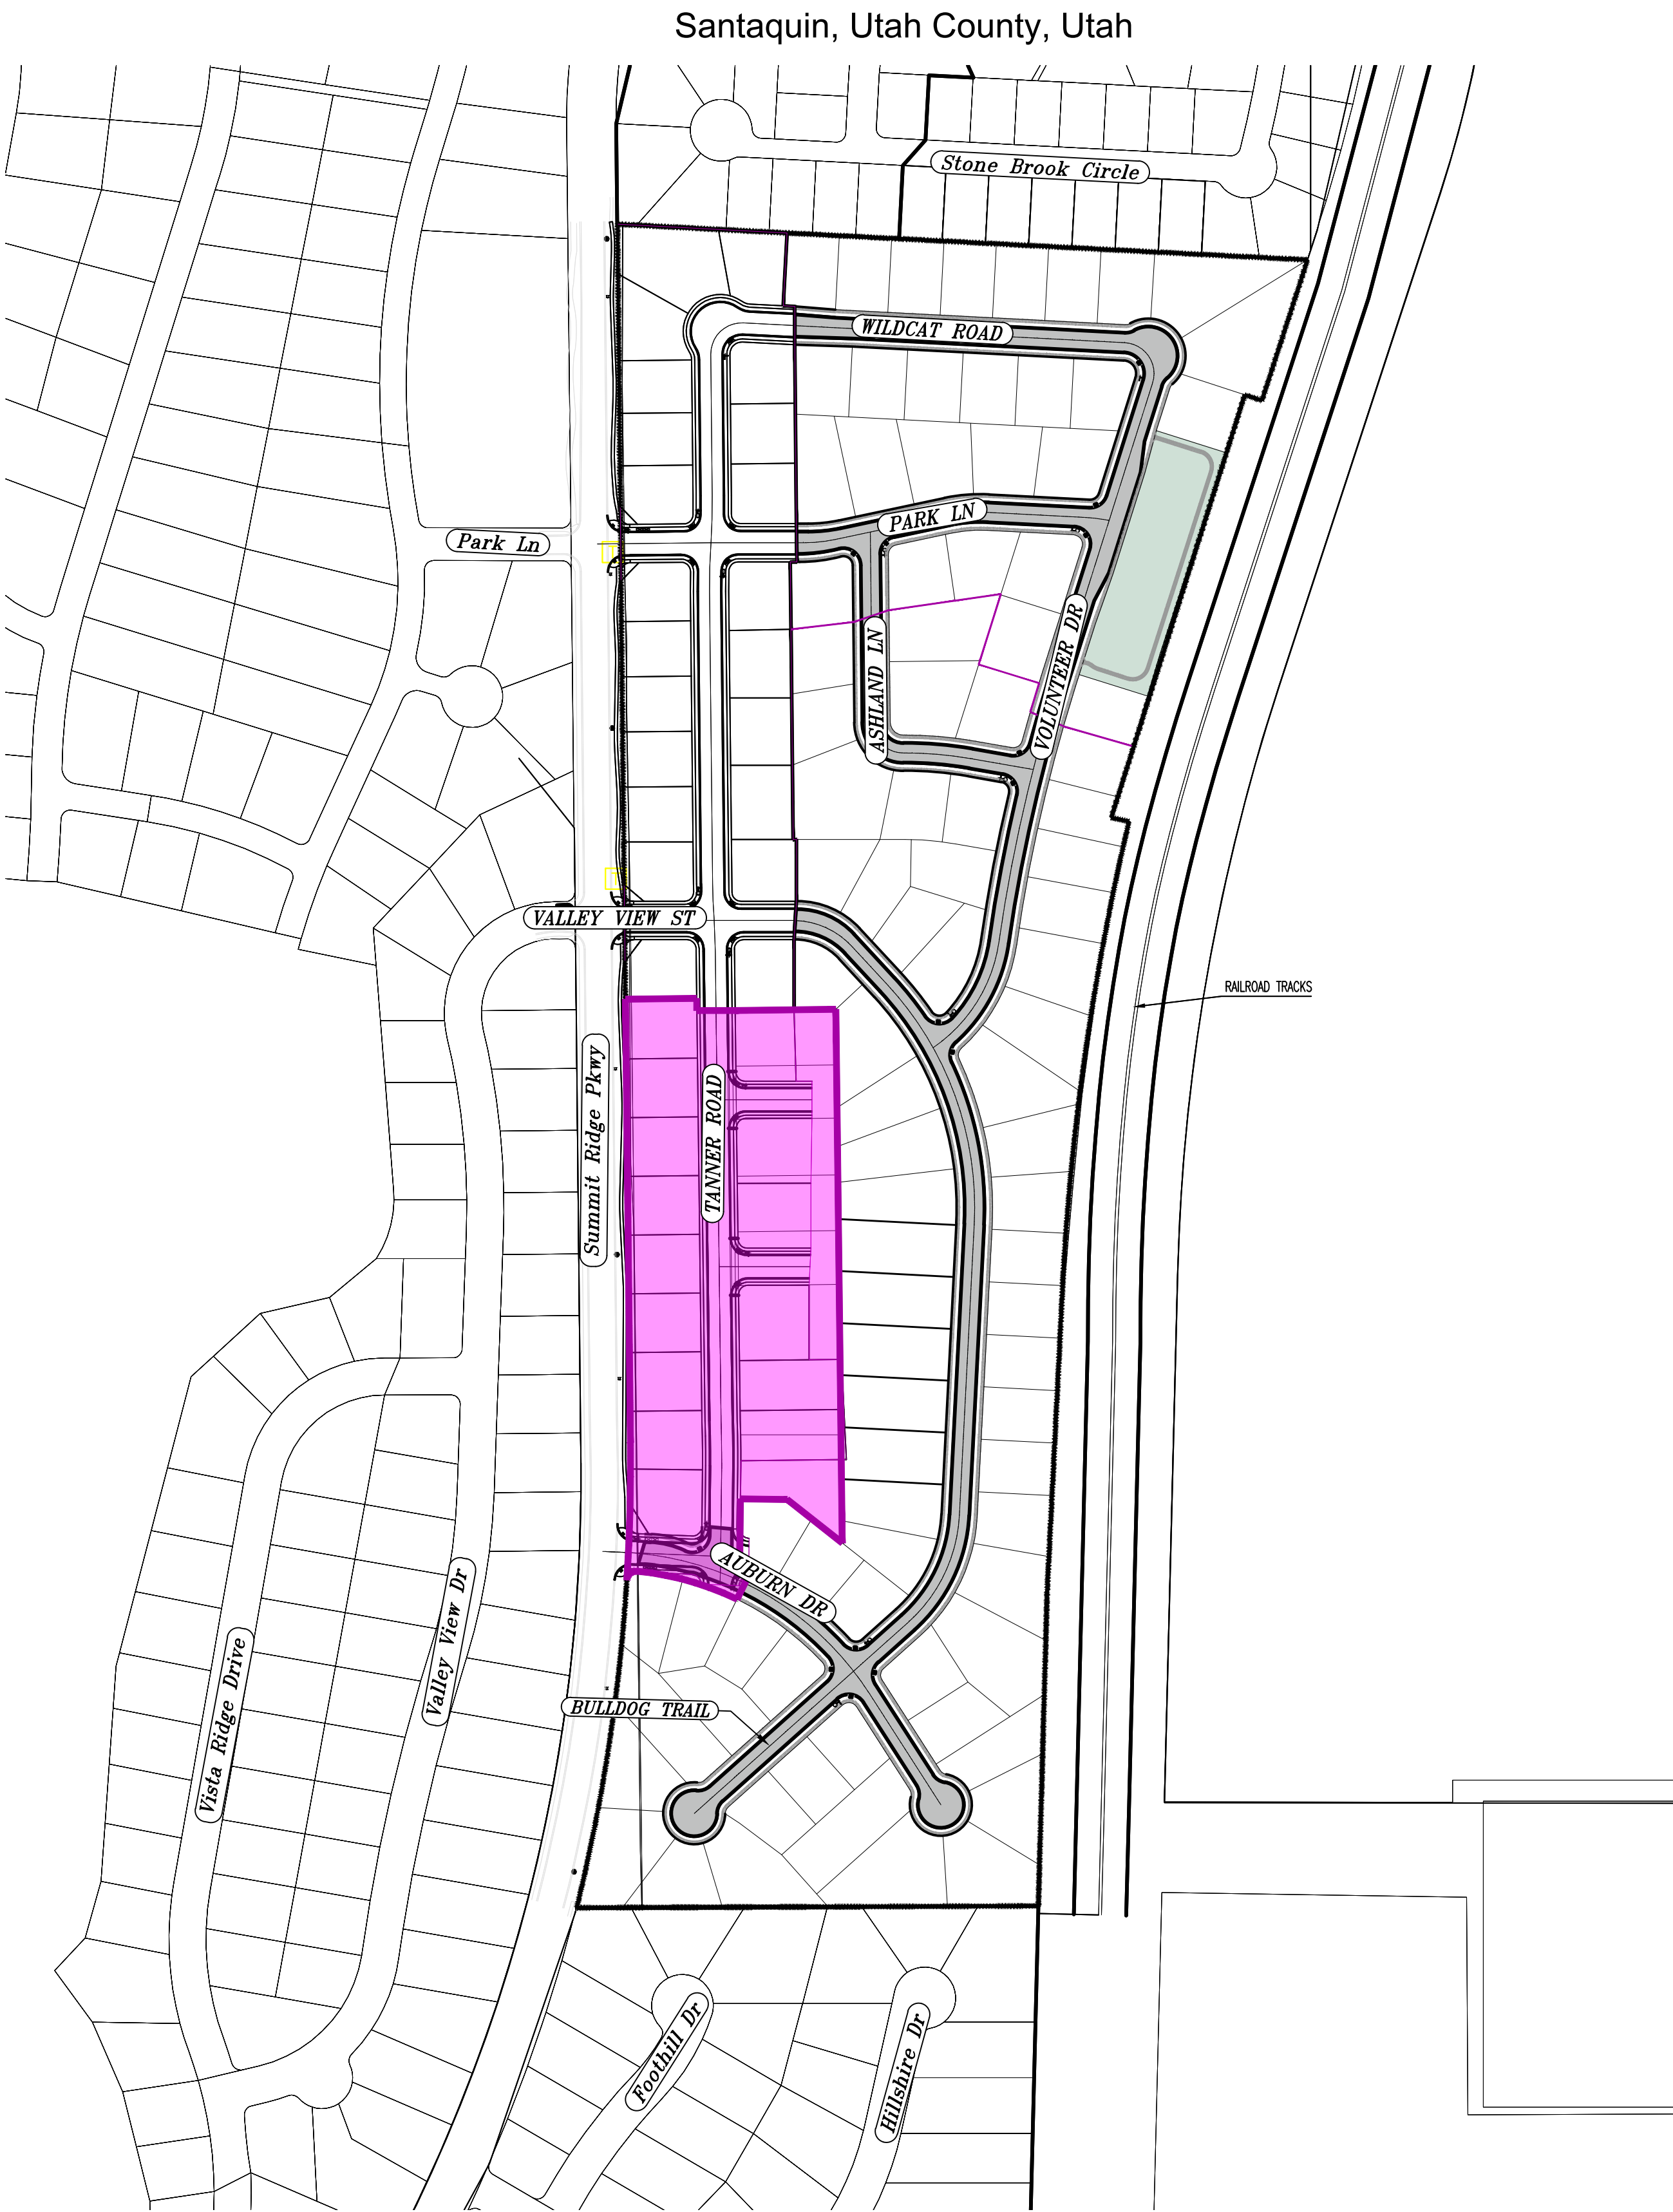 Santaquin, Utah County, Utah
Stone Brook Circle
WILDCAT ROAD
PARK LN
Park Ln
ASHLAND LN
VOLUNTEER DR
VALLEY VIEW ST
RAILROAD TRACKS
Summit Ridge Pkwy
TANNER ROAD
AUBURN DR
Valley View Dr
Vista Ridge Drive
BULLDOG TRAIL
Foothill Dr
Hillshire Dr